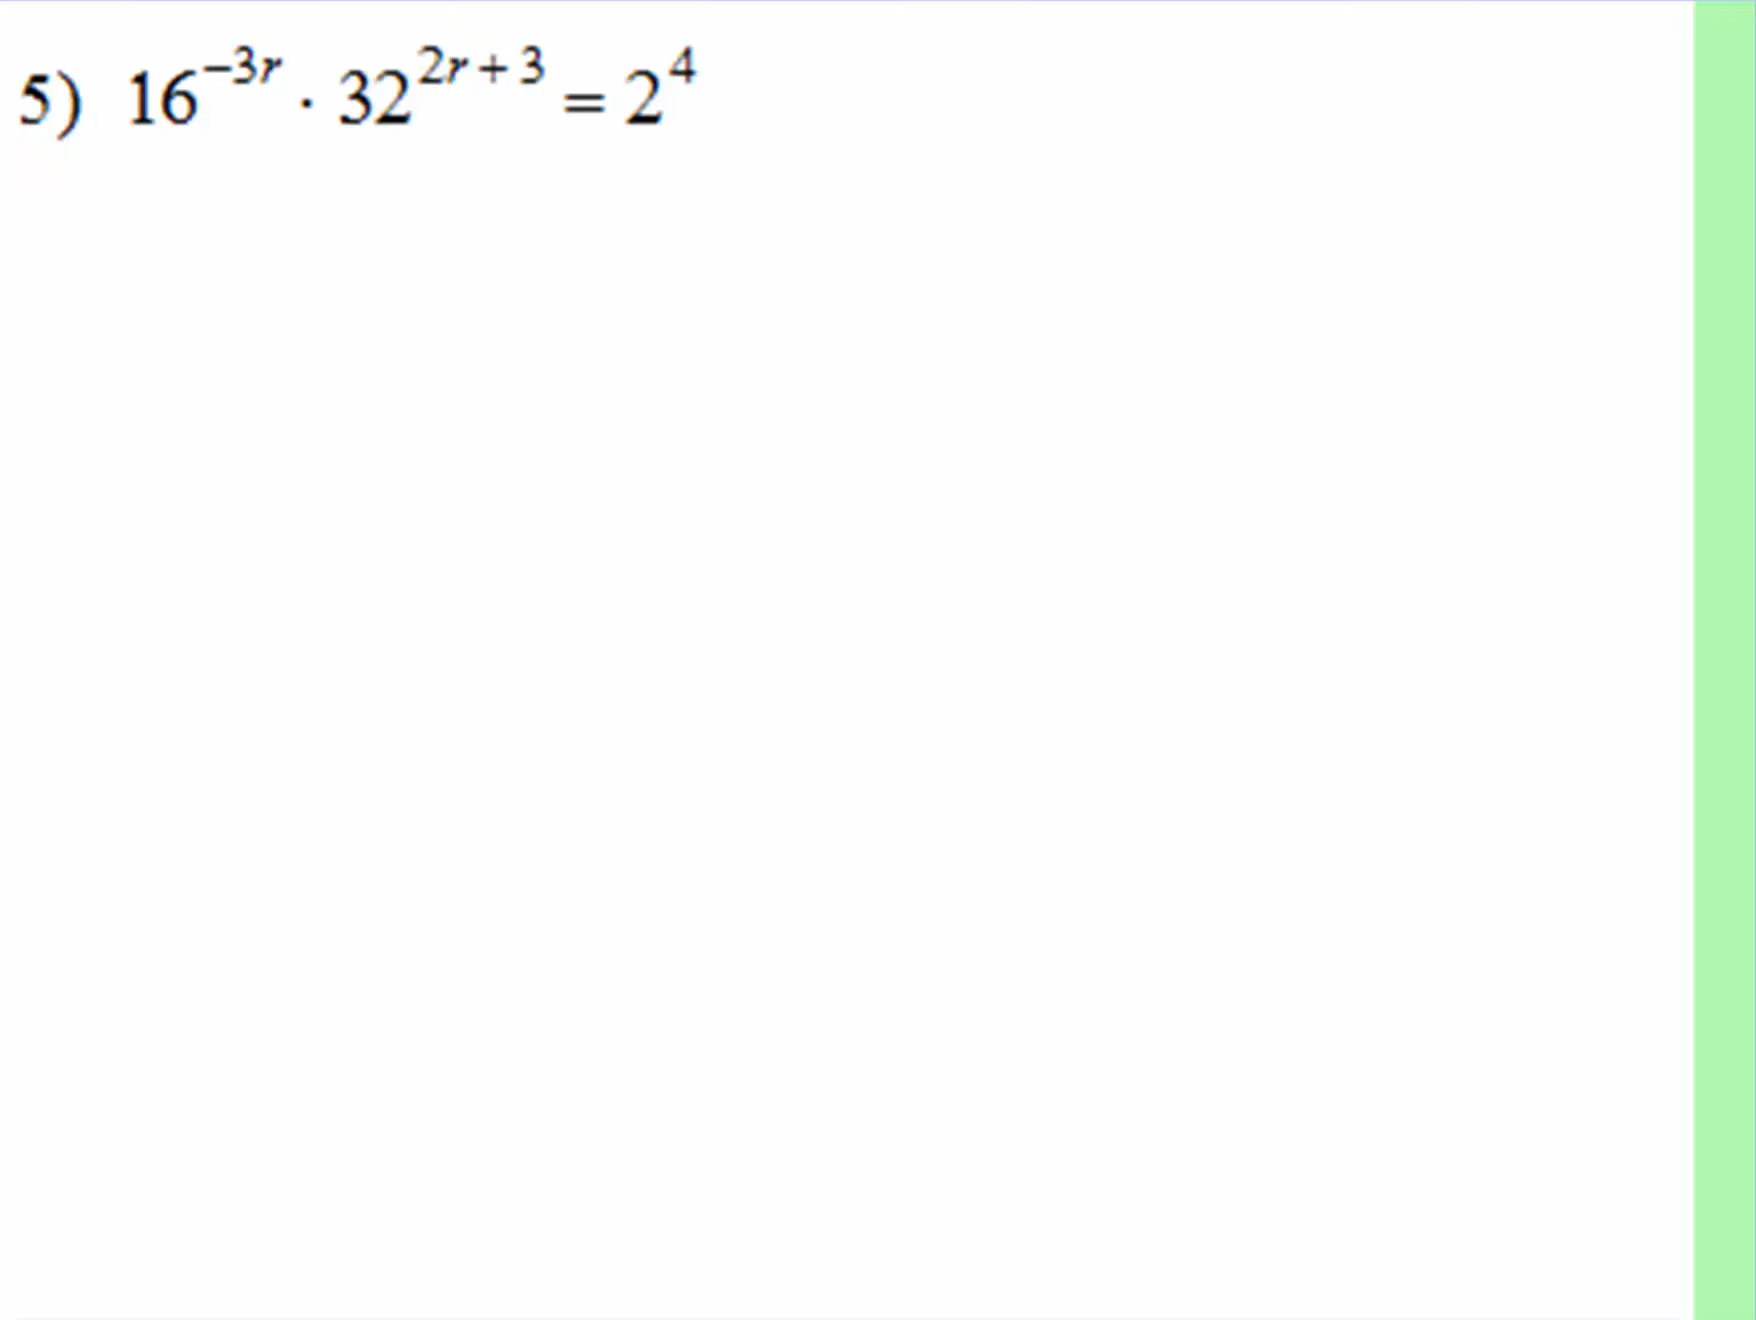 5) 16^{-3r} · 32^{2r + 3} = 2^4